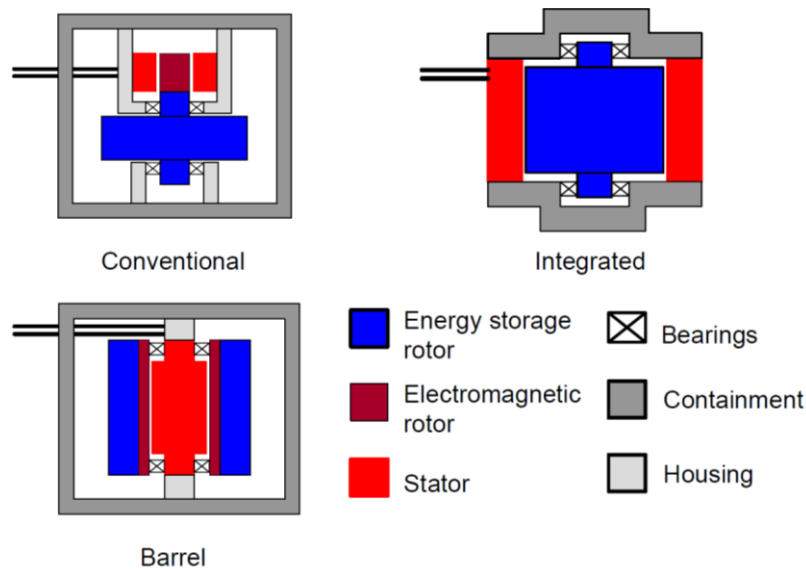 Conventional
Integrated
Barrel
Energy storage
rotor
Electromagnetic
rotor
Stator
Bearings
Containment
Housing